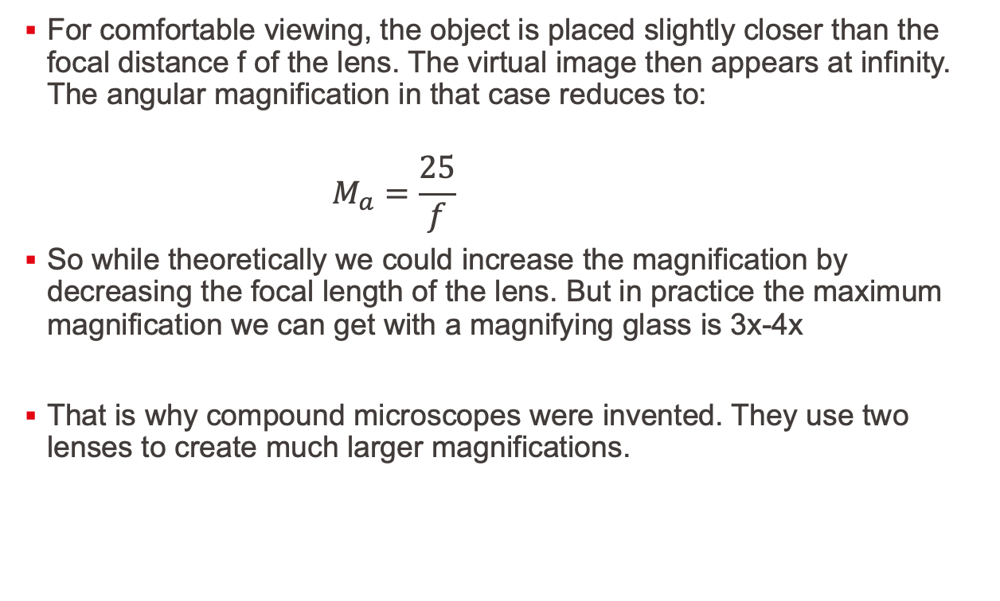 ▪ For comfortable viewing, the object is placed slightly closer than the
focal distance f of the lens. The virtual image then appears at infinity.
The angular magnification in that case reduces to:
M_a = 25/f
▪ So while theoretically we could increase the magnification by
decreasing the focal length of the lens. But in practice the maximum
magnification we can get with a magnifying glass is 3x-4x
▪ That is why compound microscopes were invented. They use two
lenses to create much larger magnifications.